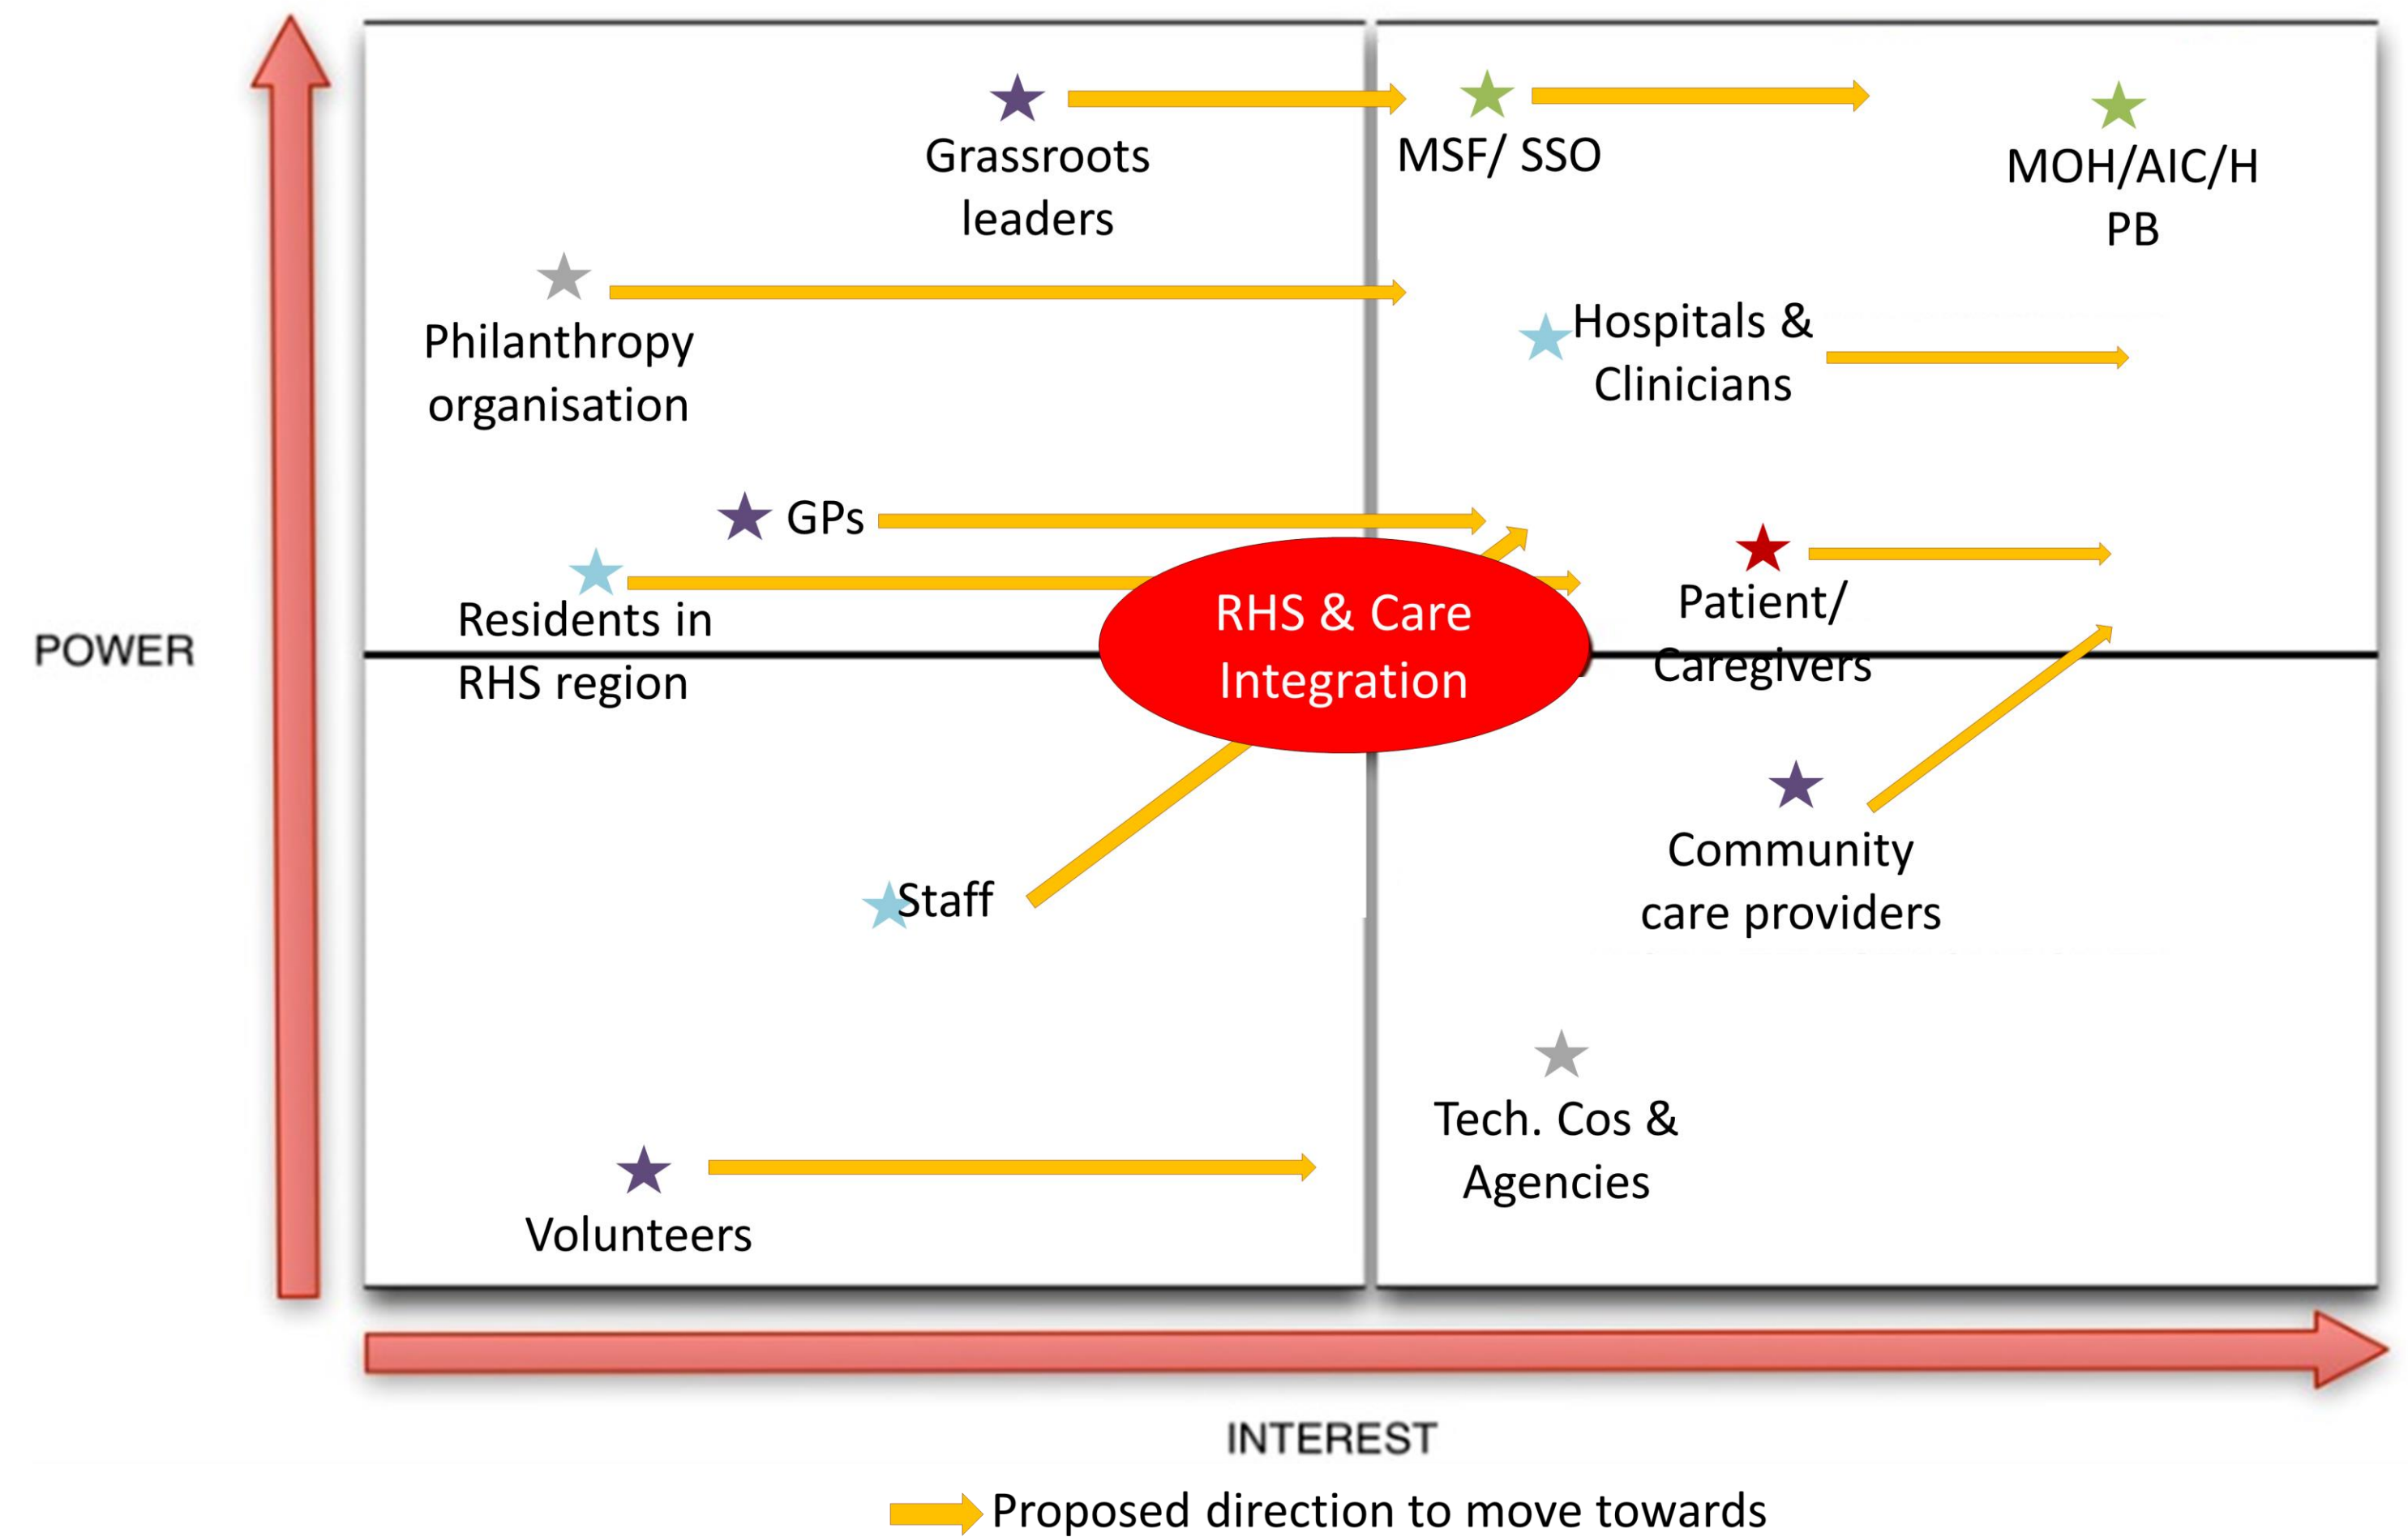 Grassroots
leaders
MSF/ SSO
MOH/AIC/H
PB
Philanthropy
organisation
Hospitals &
Clinicians
GPs
Residents in
RHS region
RHS & Care
Integration
Patient/
Caregivers
POWER
Staff
Community
care providers
Tech. Cos &
Agencies
Volunteers
INTEREST
Proposed direction to move towards